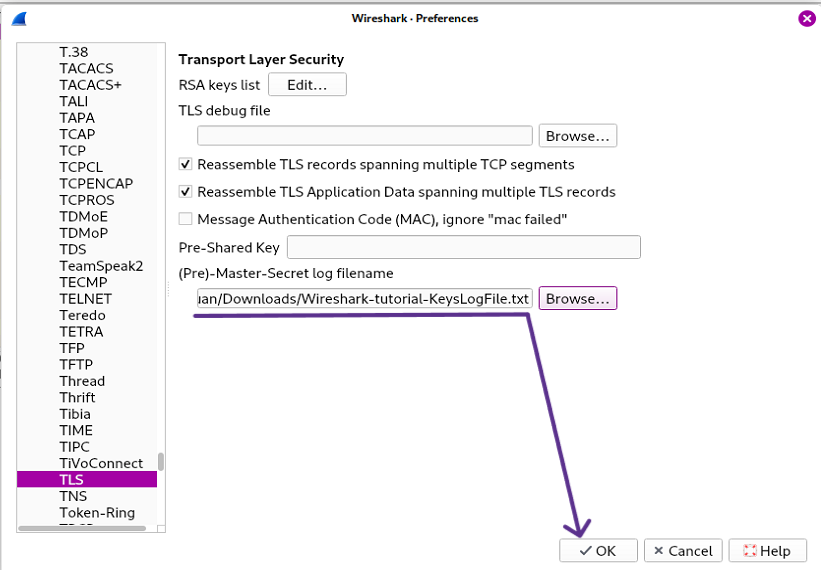 Wireshark · Preferences
T.38
TACACS
TACACS+
TALI
TAPA
TCAP
TCP
TCPCL
TCPENCAP
TCPROS
TDMoE
TDMoP
TDS
TeamSpeak2
TECMP
TELNET
Teredo
TETRA
TFP
TFTP
Thread
Thrift
Tibia
TIME
TIPC
TiVoConnect
TLS
TNS
Token-Ring
Transport Layer Security
RSA keys list Edit...
TLS debug file
Browse...
Reassemble TLS records spanning multiple TCP segments
Reassemble TLS Application Data spanning multiple TLS records
Message Authentication Code (MAC), ignore "mac failed"
Pre-Shared Key
(Pre)-Master-Secret log filename
uan/Downloads/Wireshark-tutorial-KeysLogFile.txt Browse...
OK Cancel Help